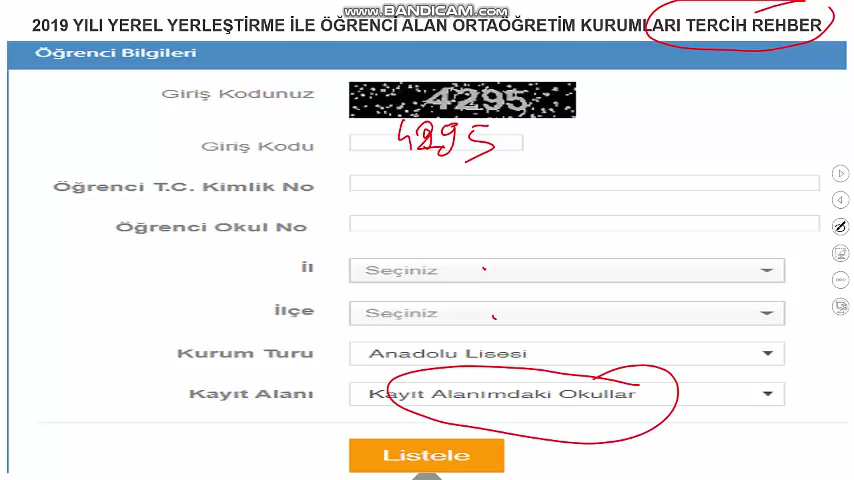 www.BANDICAM.com
2019 YILI YEREL YERLEŞTİRME İLE ÖĞRENCİ ALAN ORTAÖĞRETİM KURUMLARI TERCİH REHBER
Öğrenci Bilgileri
Giriş Kodunuz 4295
Giriş Kodu 4295
Öğrenci T.C. Kimlik No
Öğrenci Okul No
İl Seçiniz
İlçe Seçiniz
Kurum Turu Anadolu Lisesi
Kayıt Alanı Kayıt Alanımdaki Okullar
Listele